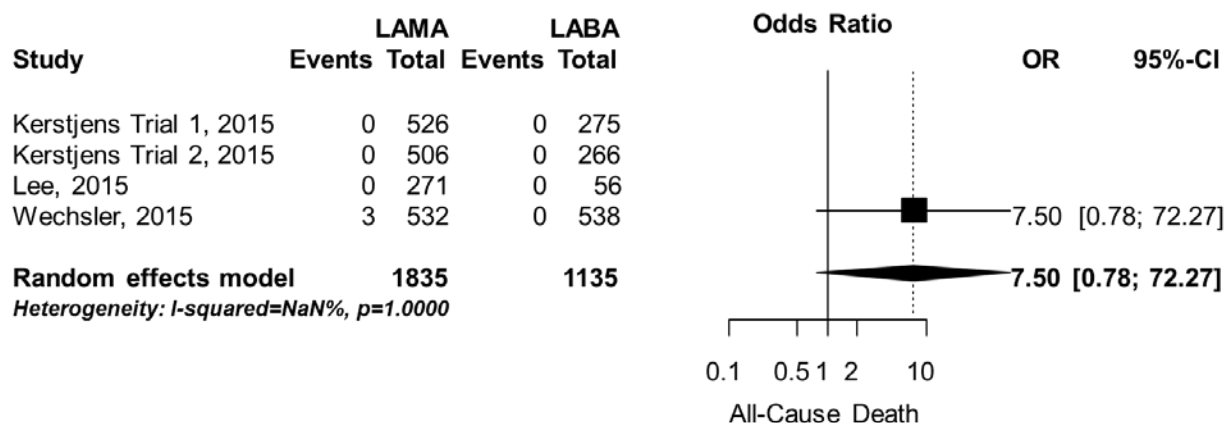 LAMA LABA Odds Ratio
Study Events Total Events Total OR 95%-CI
Kerstjens Trial 1, 2015 0 526 0 275
Kerstjens Trial 2, 2015 0 506 0 266
Lee, 2015 0 271 0 56
Wechsler, 2015 3 532 0 538 7.50 [0.78; 72.27]
Random effects model 1835 1135 7.50 [0.78; 72.27]
Heterogeneity: I-squared=NaN%, p=1.0000
0.1 0.5 1 2 10
All-Cause Death